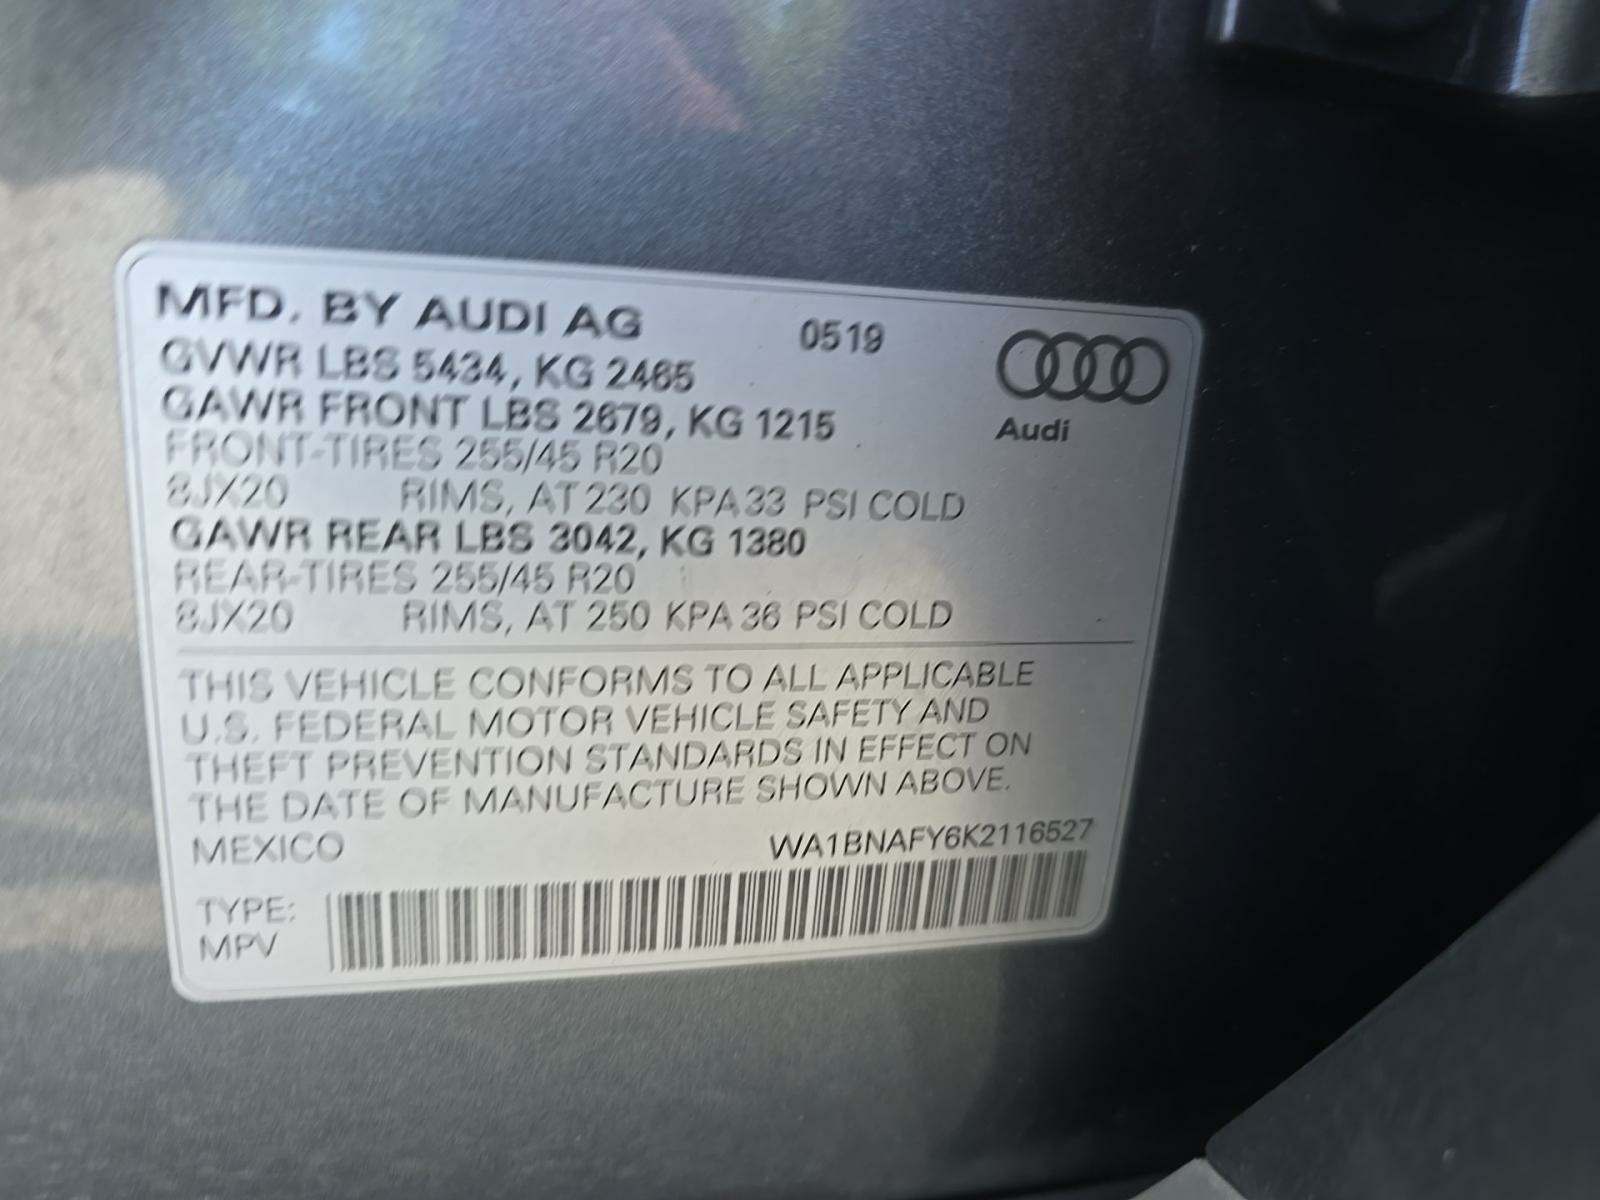 MFD. BY AUDI AG 0519
GVWR LBS 5434, KG 2465
GAWR FRONT LBS 2679, KG 1215
Audi
FRONT-TIRES 255/45 R20
8JX20 RIMS, AT 230 KPA 33 PSI COLD
GAWR REAR LBS 3042, KG 1380
REAR-TIRES 255/45 R20
8JX20 RIMS, AT 250 KPA 36 PSI COLD
THIS VEHICLE CONFORMS TO ALL APPLICABLE
U.S. FEDERAL MOTOR VEHICLE SAFETY AND
THEFT PREVENTION STANDARDS IN EFFECT ON
THE DATE OF MANUFACTURE SHOWN ABOVE.
MEXICO WA1BNAFY6K2116527
TYPE:
MPV